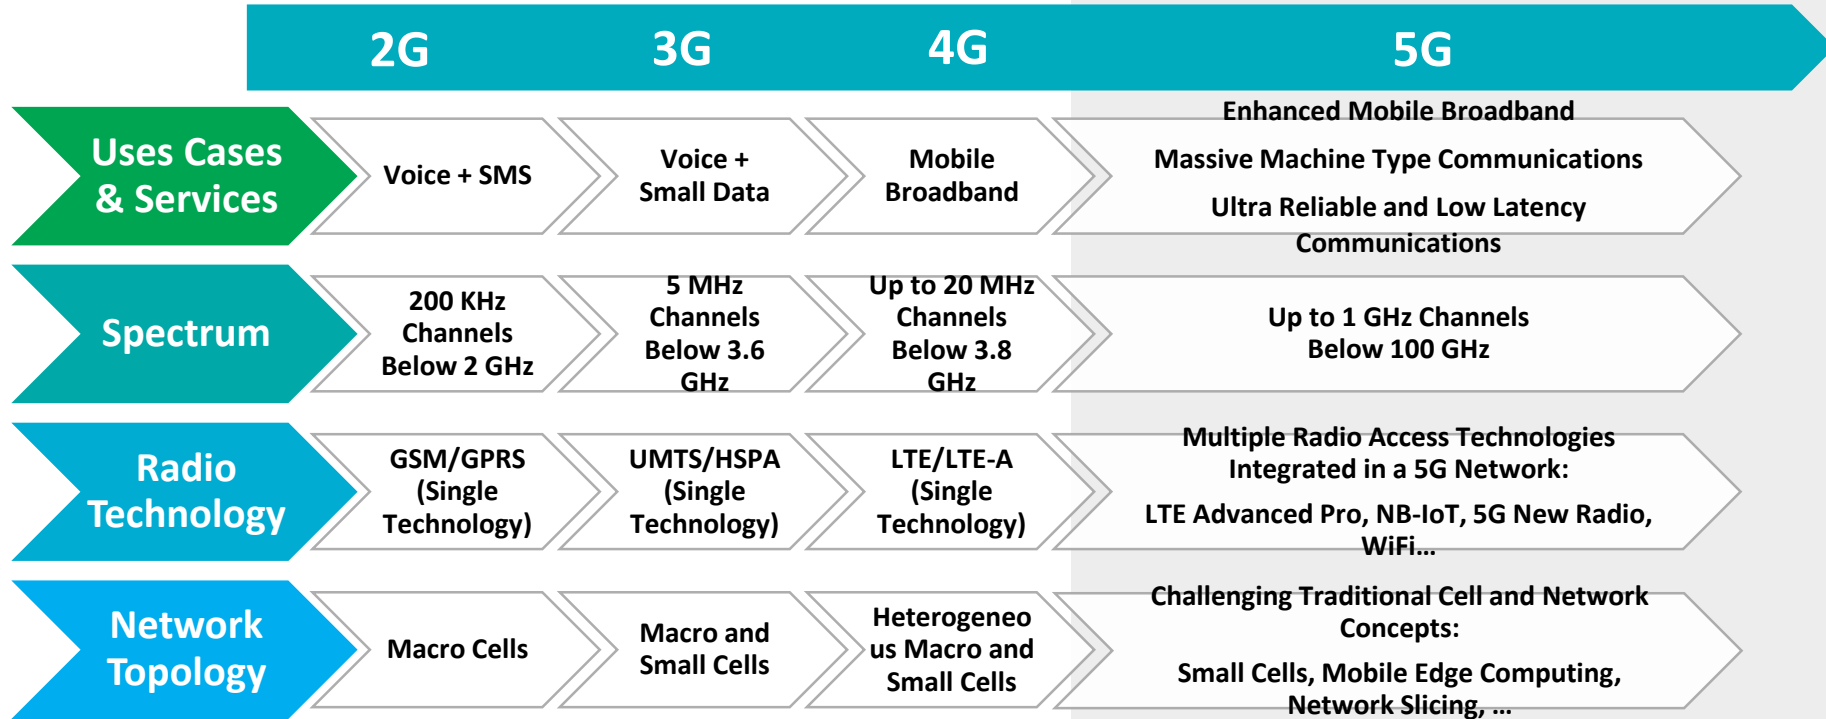 2G
3G
4G
5G
Uses Cases
& Services
Voice + SMS
Voice +
Small Data
Mobile
Broadband
Enhanced Mobile Broadband
Massive Machine Type Communications
Ultra Reliable and Low Latency
Communications
Spectrum
200 KHz
Channels
Below 2 GHz
5 MHz
Channels
Below 3.6
GHz
Up to 20 MHz
Channels
Below 3.8
GHz
Up to 1 GHz Channels
Below 100 GHz
Radio
Technology
GSM/GPRS
(Single
Technology)
UMTS/HSPA
(Single
Technology)
LTE/LTE-A
(Single
Technology)
Multiple Radio Access Technologies
Integrated in a 5G Network:
LTE Advanced Pro, NB-IoT, 5G New Radio,
WiFi…
Network
Topology
Macro Cells
Macro and
Small Cells
Heterogeneo
us Macro and
Small Cells
Challenging Traditional Cell and Network
Concepts:
Small Cells, Mobile Edge Computing,
Network Slicing, …